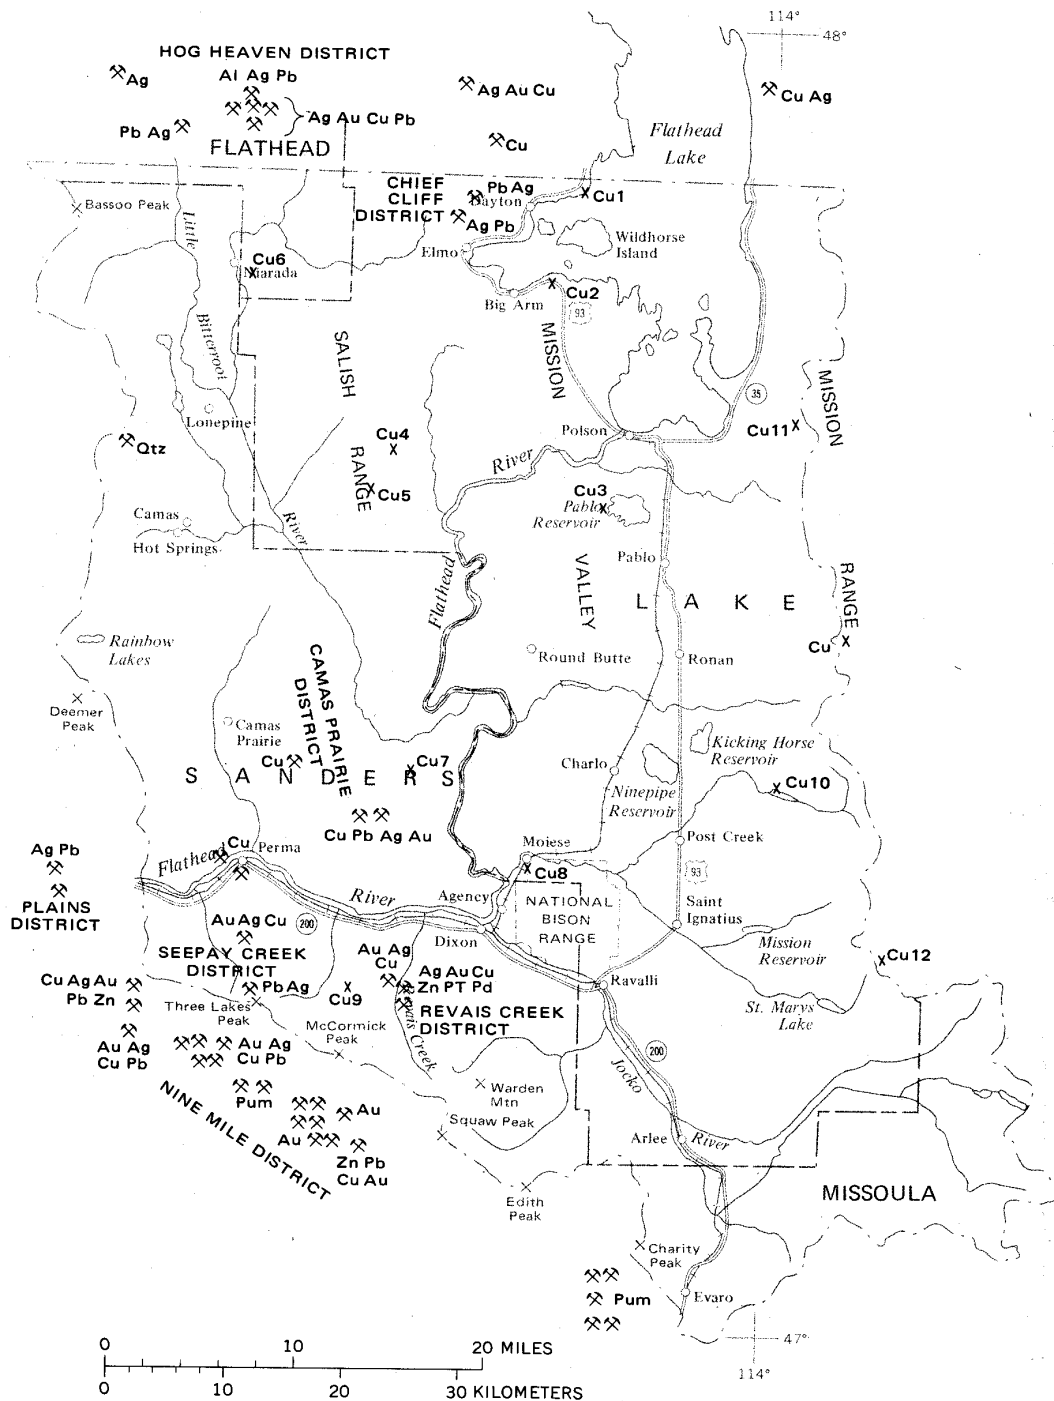 114°
48°
HOG HEAVEN DISTRICT
Ag
Al Ag Pb
Ag Au Cu
Cu Ag
Ag Au Cu Pb
Pb Ag
Cu
Flathead
Lake
FLATHEAD
CHIEF
CLIFF
DISTRICT
Pb Ag
Dayton
Cu1
Ag Pb
Bassoo Peak
Little
Bitterroot
River
Elmo
Wildhorse
Island
Cu6
Niarada
Big Arm
Cu2
93
SALISH
RANGE
MISSION
VALLEY
35
MISSION
RANGE
Lonepine
Cu4
Polson
Cu11
Qtz
Cu5
River
Flathead
Cu3
Pablo
Reservoir
Camas
Hot Springs
Pablo
LAKE
Rainbow
Lakes
Round Butte
Ronan
Cu
CAMAS PRAIRIE
DISTRICT
Deemer
Peak
Camas
Prairie
Cu
Cu7
SANDERS
Charlo
Kicking Horse
Reservoir
Ninepipe
Reservoir
Cu10
Cu Pb Ag Au
Moiese
Post Creek
Cu
Perma
Ag Pb
Flathead
River
Cu8
93
PLAINS
DISTRICT
Agency
NATIONAL
BISON
RANGE
Saint
Ignatius
Au Ag Cu
200
Dixon
Mission
Reservoir
Cu12
SEEPAY CREEK
DISTRICT
Au Ag
Cu
Ag Au Cu
Zn PT Pd
Ravalli
Cu Ag Au
Pb Zn
Pb Ag
Three Lakes
Peak
Cu9
REVAIS CREEK
DISTRICT
Revais Creek
St. Marys
Lake
McCormick
Peak
Au Ag
Cu Pb
Au Ag
Cu Pb
Jocko
200
River
Pum
Warden
Mtn
NINE MILE DISTRICT
Au
Squaw Peak
Au
Arlee
Zn Pb
Cu Au
Edith
Peak
MISSOULA
Charity
Peak
Pum
Evaro
47°
114°
0 10 20 MILES
0 10 20 30 KILOMETERS